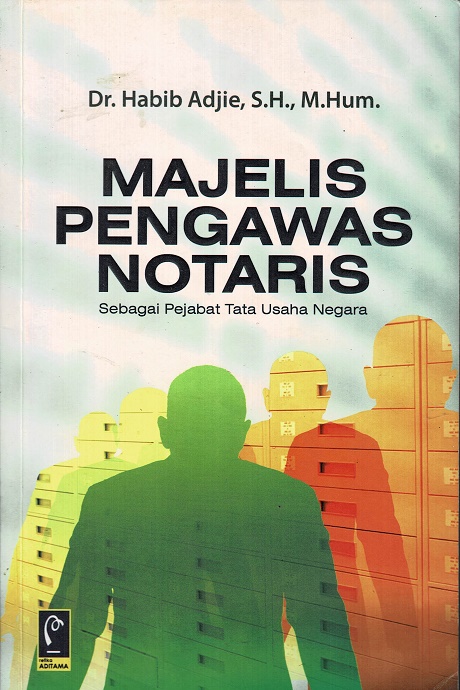 Dr. Habib Adjie, S.H., M.Hum.
MAJELIS
PENGAWAS
NOTARIS
Sebagai Pejabat Tata Usaha Negara
refika
ADITAMA